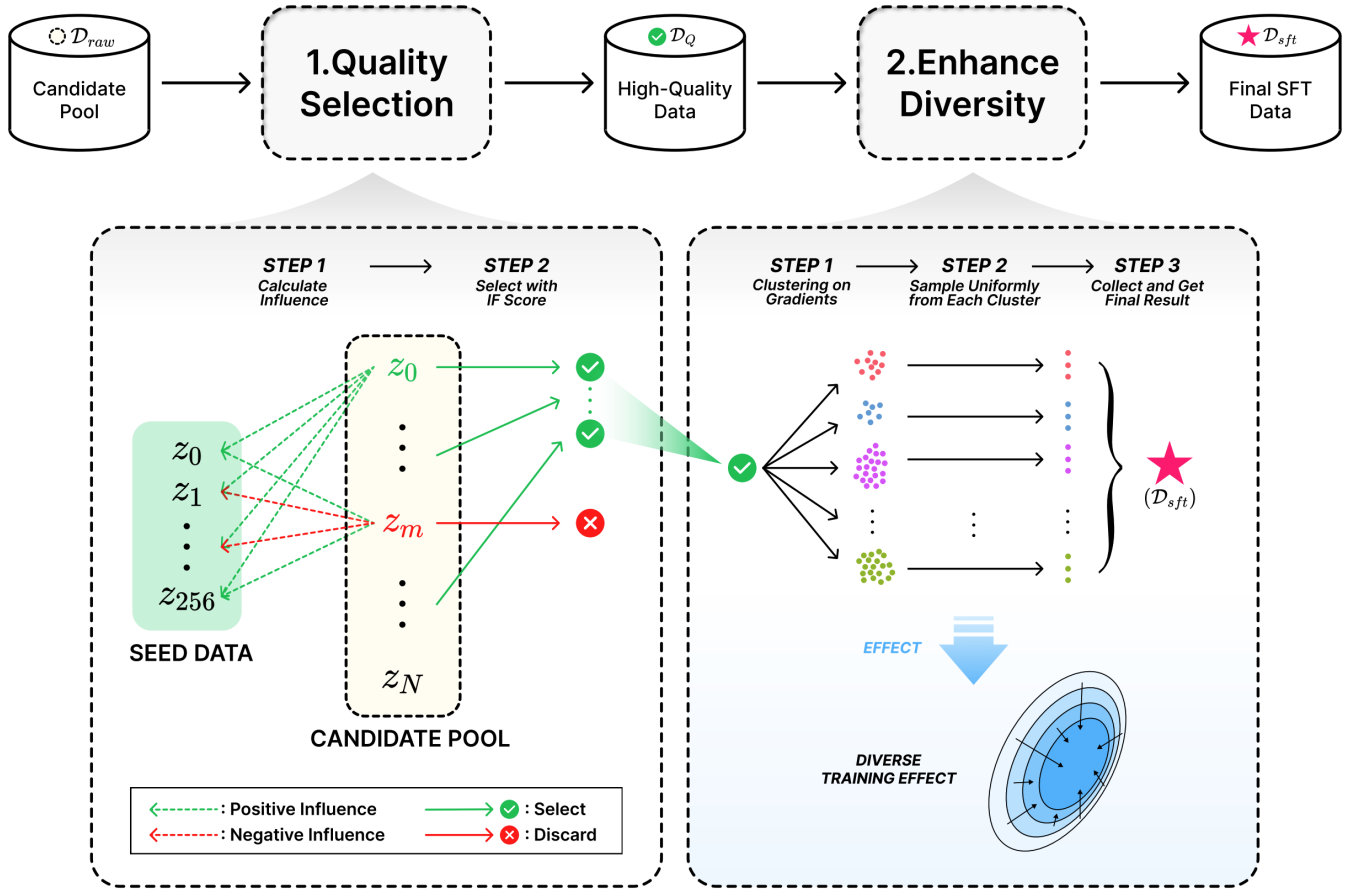 D_raw
Candidate
Pool
1.Quality
Selection
D_Q
High-Quality
Data
2.Enhance
Diversity
D_sft
Final SFT
Data
STEP 1
Calculate
Influence
STEP 2
Select with
IF Score
z_0
z_0
z_1
z_m
z_256
SEED DATA
z_N
CANDIDATE POOL
: Positive Influence
: Select
: Negative Influence
: Discard
STEP 1
Clustering on
Gradients
STEP 2
Sample Uniformly
from Each Cluster
STEP 3
Collect and Get
Final Result
(D_sft)
EFFECT
DIVERSE
TRAINING EFFECT